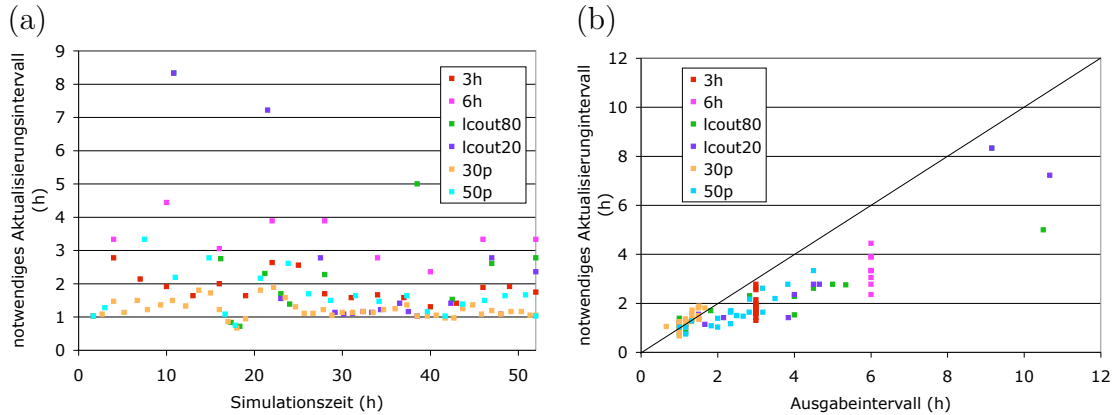 (a)
notwendiges Aktualisierungsintervall
(h)
9
8
7
6
5
4
3
2
1
0
0
10
20
30
40
50
Simulationszeit (h)
3h
6h
lcout80
lcout20
30p
50p
(b)
notwendiges Aktualisierungintervall
(h)
12
10
8
6
4
2
0
0
2
4
6
8
10
12
Ausgabeintervall (h)
3h
6h
lcout80
lcout20
30p
50p